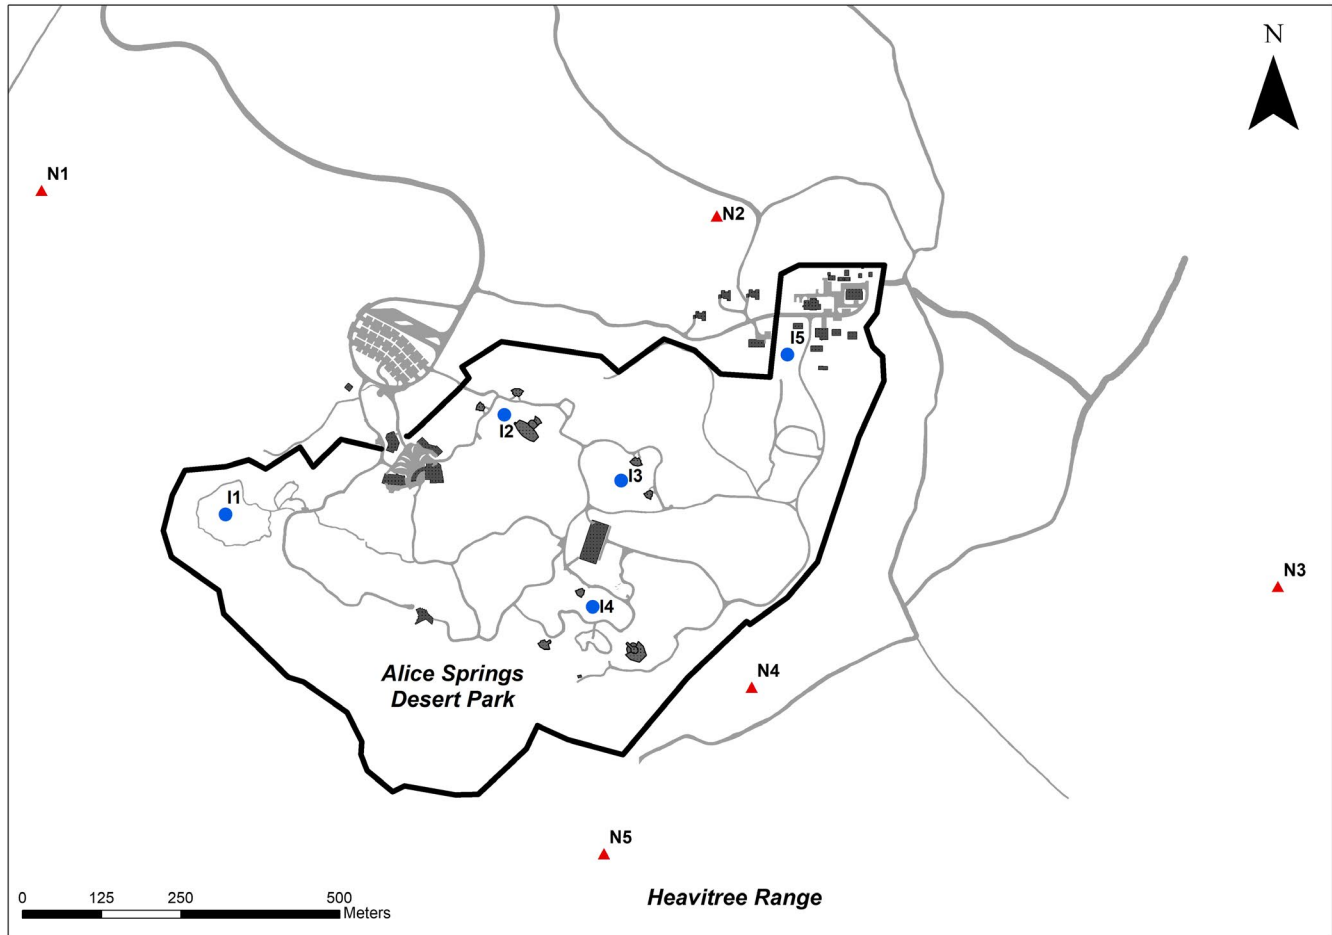 N
N1
N2
I5
I2
I3
I1
N3
I4
N4
Alice Springs
Desert Park
N5
0 125 250 500
Meters
Heavitree Range